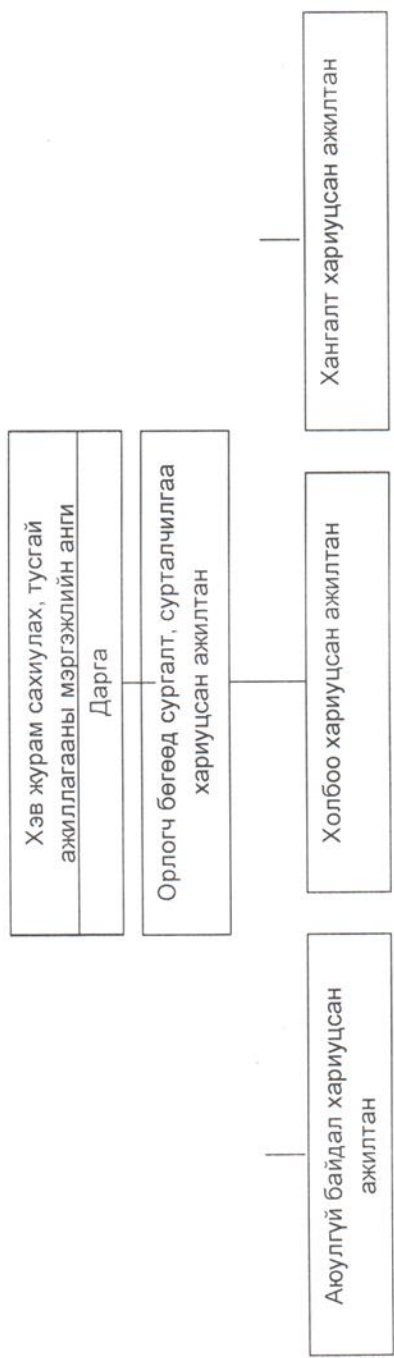 Хэв журам сахиулах, тусгай
ажиллагааны мэргэжлийн анги
Дарга
Орлогч бөгөөд сургалт, сурталчилгаа
хариуцсан ажилтан
Аюулгүй байдал хариуцсан
ажилтан
Холбоо хариуцсан ажилтан
Хангалт хариуцсан ажилтан